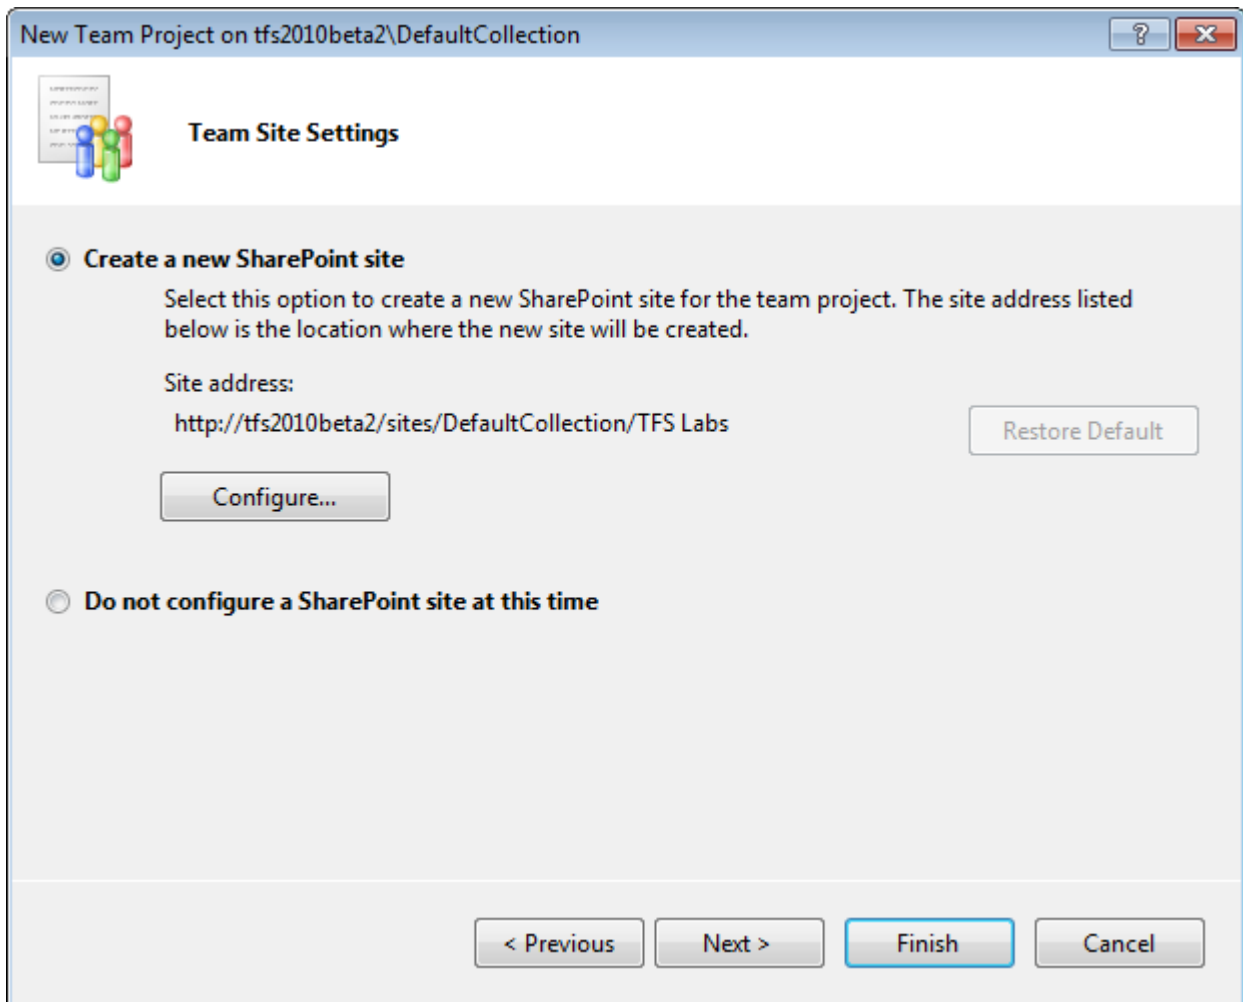 New Team Project on tfs2010beta2\DefaultCollection
Team Site Settings
Create a new SharePoint site
Select this option to create a new SharePoint site for the team project. The site address listed
below is the location where the new site will be created.
Site address:
http://tfs2010beta2/sites/DefaultCollection/TFS Labs
Restore Default
Configure...
Do not configure a SharePoint site at this time
< Previous
Next >
Finish
Cancel